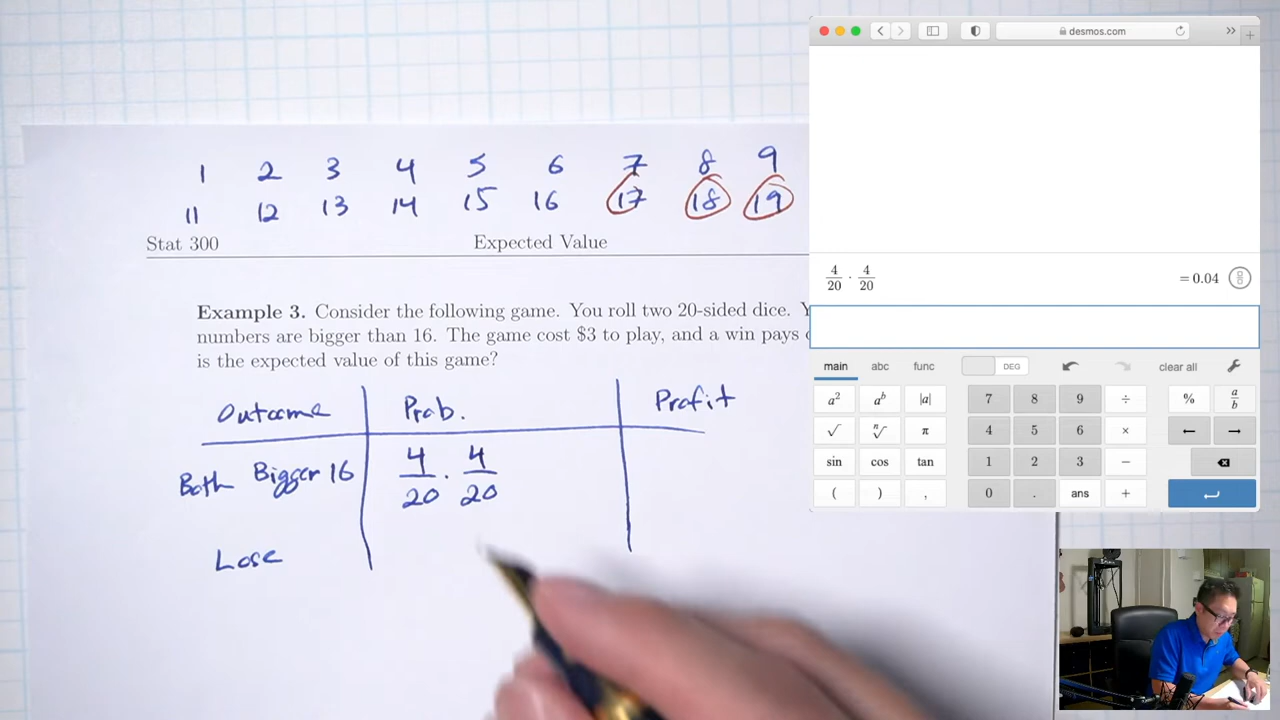 1 2 3 4 5 6 7 8 9
11 12 13 14 15 16 17 18 19
Stat 300 Expected Value
Example 3. Consider the following game. You roll two 20-sided dice.
numbers are bigger than 16. The game cost $3 to play, and a win pays
is the expected value of this game?
Outcome Prob. Profit
Both Bigger 16 4/20 · 4/20
Lose
desmos.com
4/20 · 4/20 = 0.04
main abc func DEG clear all
a² aᵇ |a| 7 8 9 ÷ % a/b
√ ⁿ√ π 4 5 6 × ← →
sin cos tan 1 2 3 −
( ) , 0 . ans +